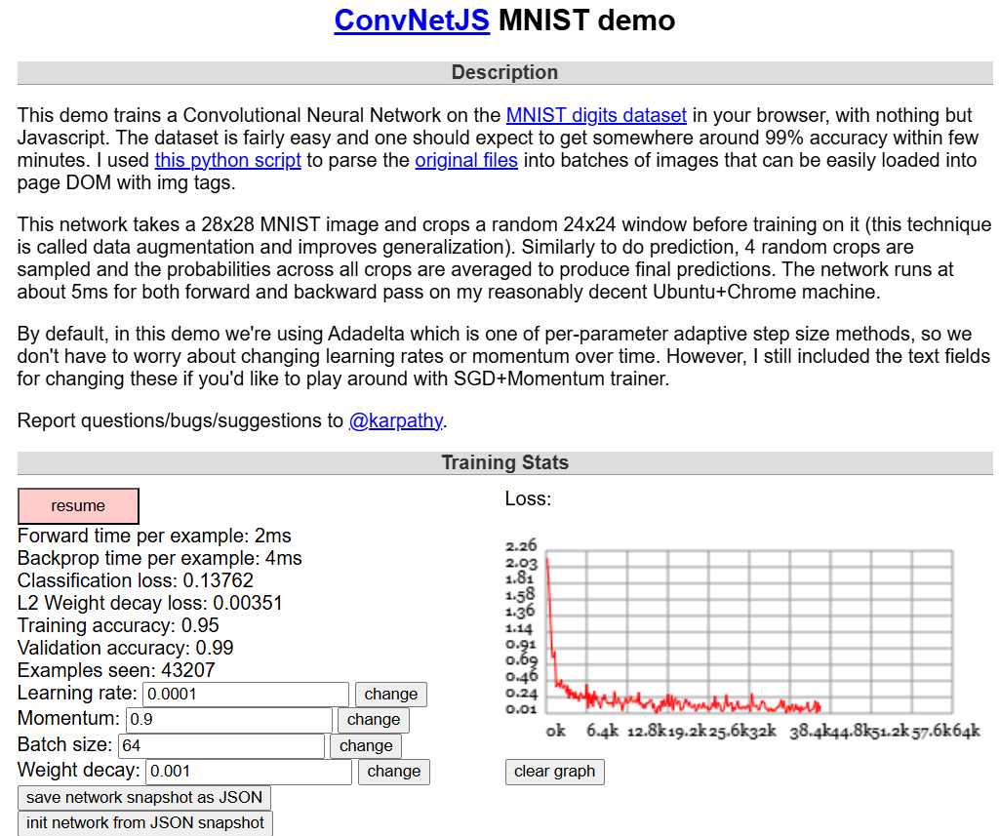 ConvNetJS MNIST demo
Description
This demo trains a Convolutional Neural Network on the MNIST digits dataset in your browser, with nothing but
Javascript. The dataset is fairly easy and one should expect to get somewhere around 99% accuracy within few
minutes. I used this python script to parse the original files into batches of images that can be easily loaded into
page DOM with img tags.
This network takes a 28x28 MNIST image and crops a random 24x24 window before training on it (this technique
is called data augmentation and improves generalization). Similarly to do prediction, 4 random crops are
sampled and the probabilities across all crops are averaged to produce final predictions. The network runs at
about 5ms for both forward and backward pass on my reasonably decent Ubuntu+Chrome machine.
By default, in this demo we're using Adadelta which is one of per-parameter adaptive step size methods, so we
don't have to worry about changing learning rates or momentum over time. However, I still included the text fields
for changing these if you'd like to play around with SGD+Momentum trainer.
Report questions/bugs/suggestions to @karpathy.
Training Stats
resume
Forward time per example: 2ms
Backprop time per example: 4ms
Classification loss: 0.13762
L2 Weight decay loss: 0.00351
Training accuracy: 0.95
Validation accuracy: 0.99
Examples seen: 43207
Learning rate: 0.0001 change
Momentum: 0.9 change
Batch size: 64 change
Weight decay: 0.001 change
save network snapshot as JSON
init network from JSON snapshot
Loss:
2.26
2.03
1.81
1.58
1.36
1.14
0.91
0.69
0.46
0.24
0.01
0k 6.4k 12.8k 19.2k 25.6k 32k 38.4k 44.8k 51.2k 57.6k 64k
clear graph